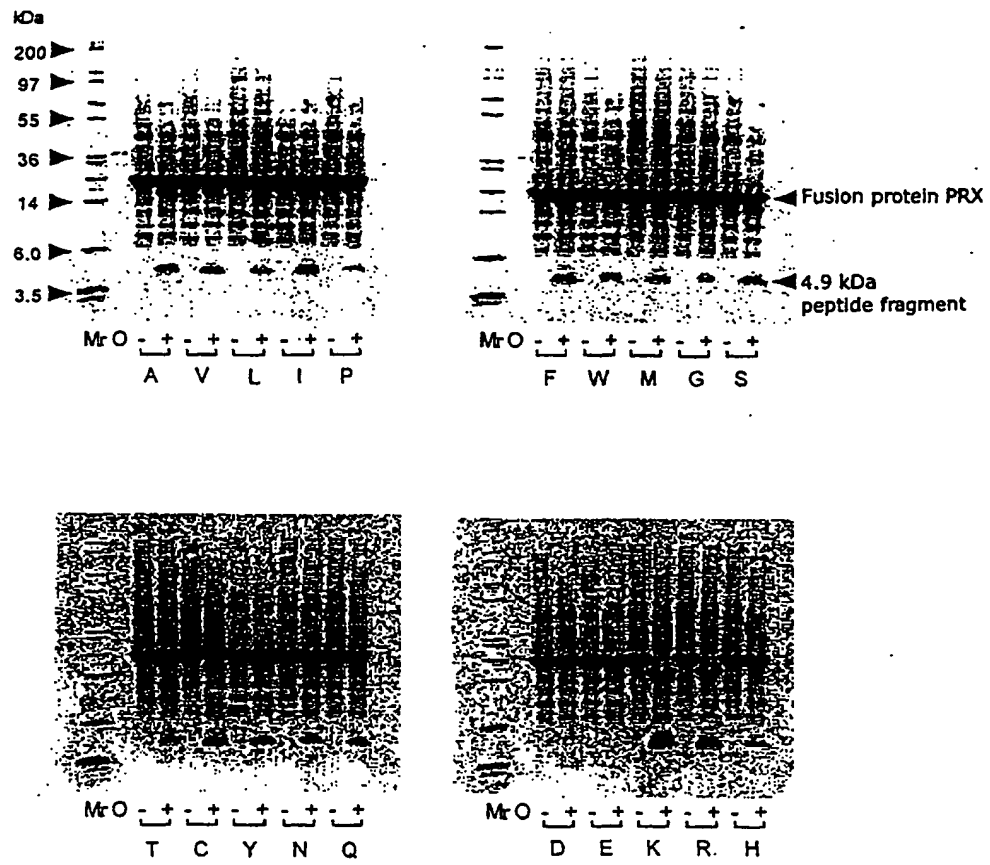 kDa
200
97
55
36
14
6.0
3.5
Fusion protein PRX
4.9 kDa
peptide fragment
Mr O - + - + - + - + - +
A V L I P
Mr O - + - + - + - + - +
F W M G S
Mr O - + - + - + - + - +
T C Y N Q
Mr O - + - + - + - + - +
D E K R. H